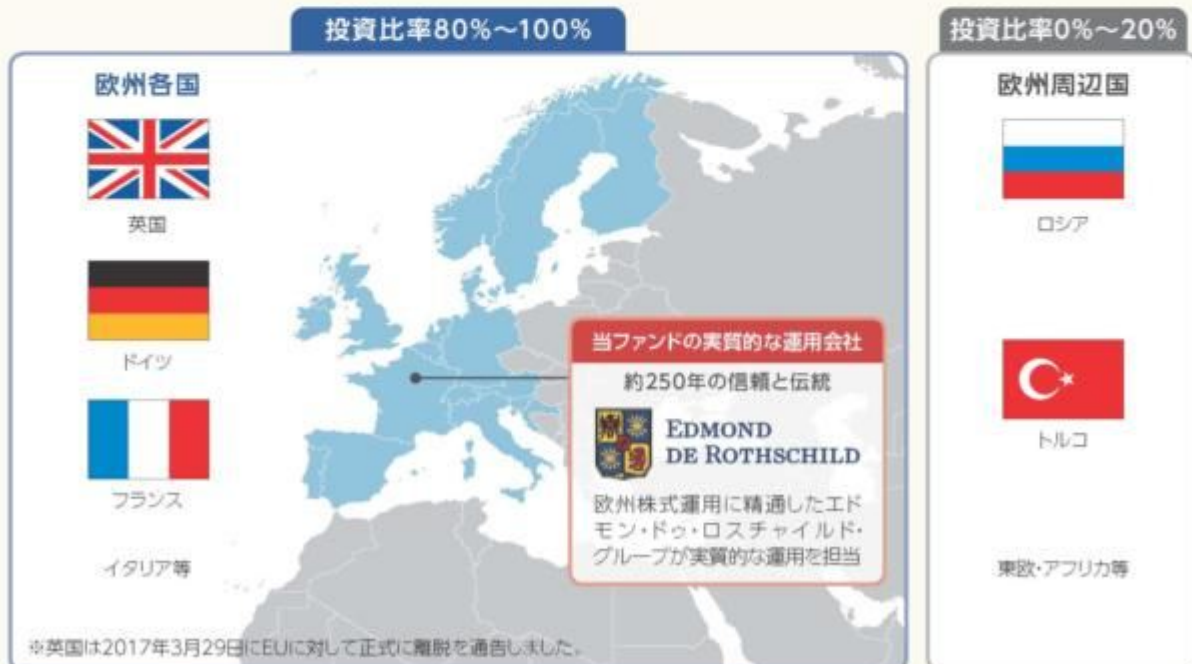 投資比率80%～100%
欧州各国
英国
ドイツ
フランス
イタリア等
当ファンドの実質的な運用会社
約250年の信頼と伝統
EDMOND
DE ROTHSCHILD
欧州株式運用に精通したエド
モン・ドゥ・ロスチャイルド・
グループが実質的な運用を担当
※英国は2017年3月29日にEUに対して正式に離脱を通告しました。
投資比率0%～20%
欧州周辺国
ロシア
トルコ
東欧・アフリカ等